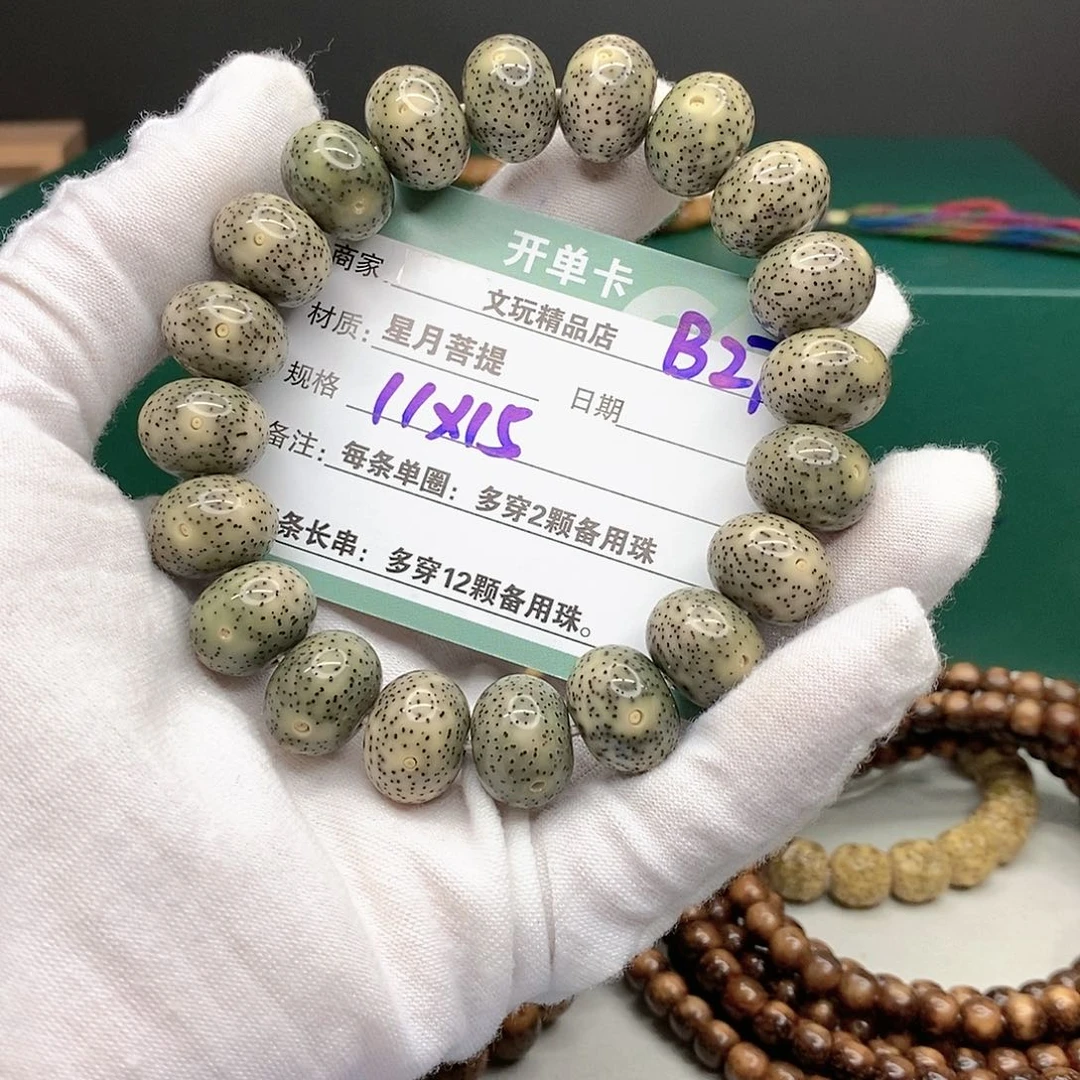 开单卡
商家
文玩精品店
B27
材质：星月菩提
日期
规格 11X15
备注：每条单圈：多穿2颗备用珠
条长串：多穿12颗备用珠。